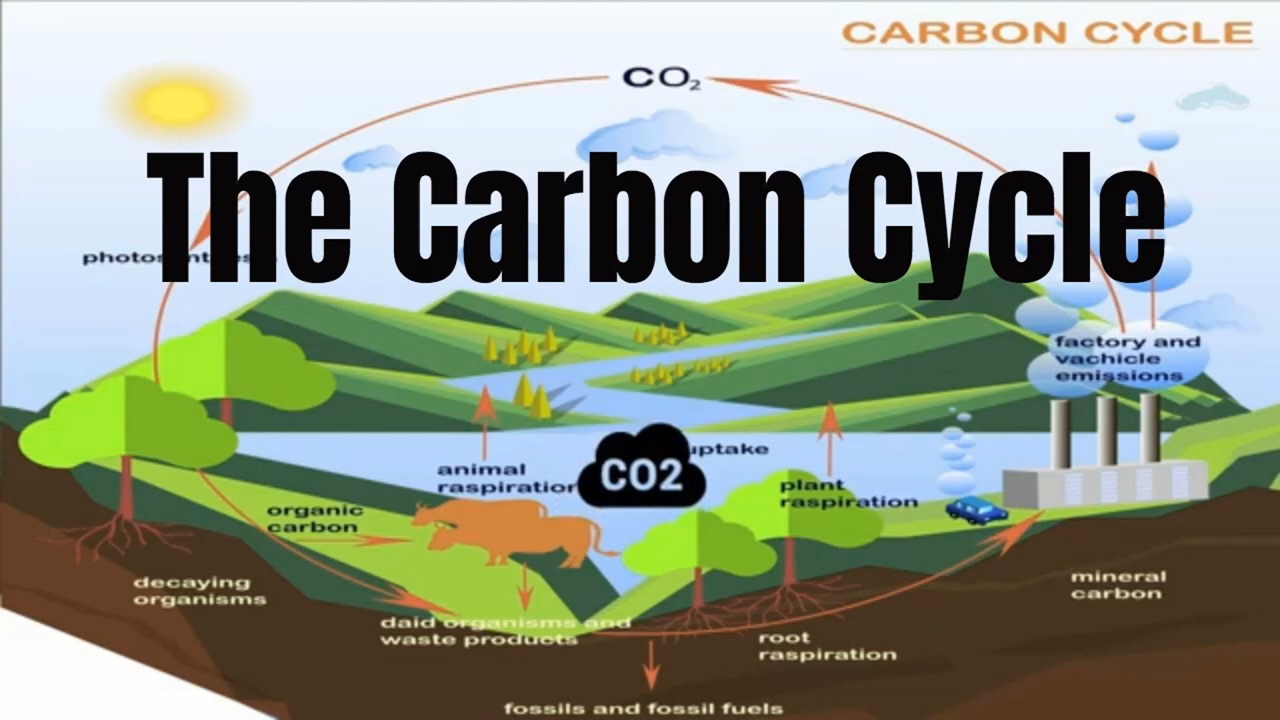 CARBON CYCLE
CO₂
The Carbon Cycle
factory and
vachicle
emissions
uptake
animal
raspiration
CO2
plant
raspiration
organic
carbon
decaying
organisms
mineral
carbon
daid organisms and
waste products
root
raspiration
fossils and fossil fuels